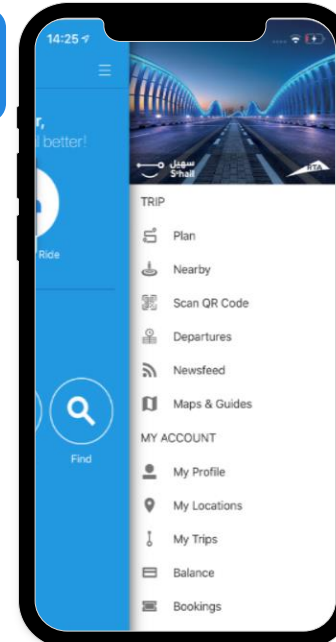 14:25
r,
l better!
Ride
Find
سهيل
S'hail
RTA
TRIP
Plan
Nearby
Scan QR Code
Departures
Newsfeed
Maps & Guides
MY ACCOUNT
My Profile
My Locations
My Trips
Balance
Bookings